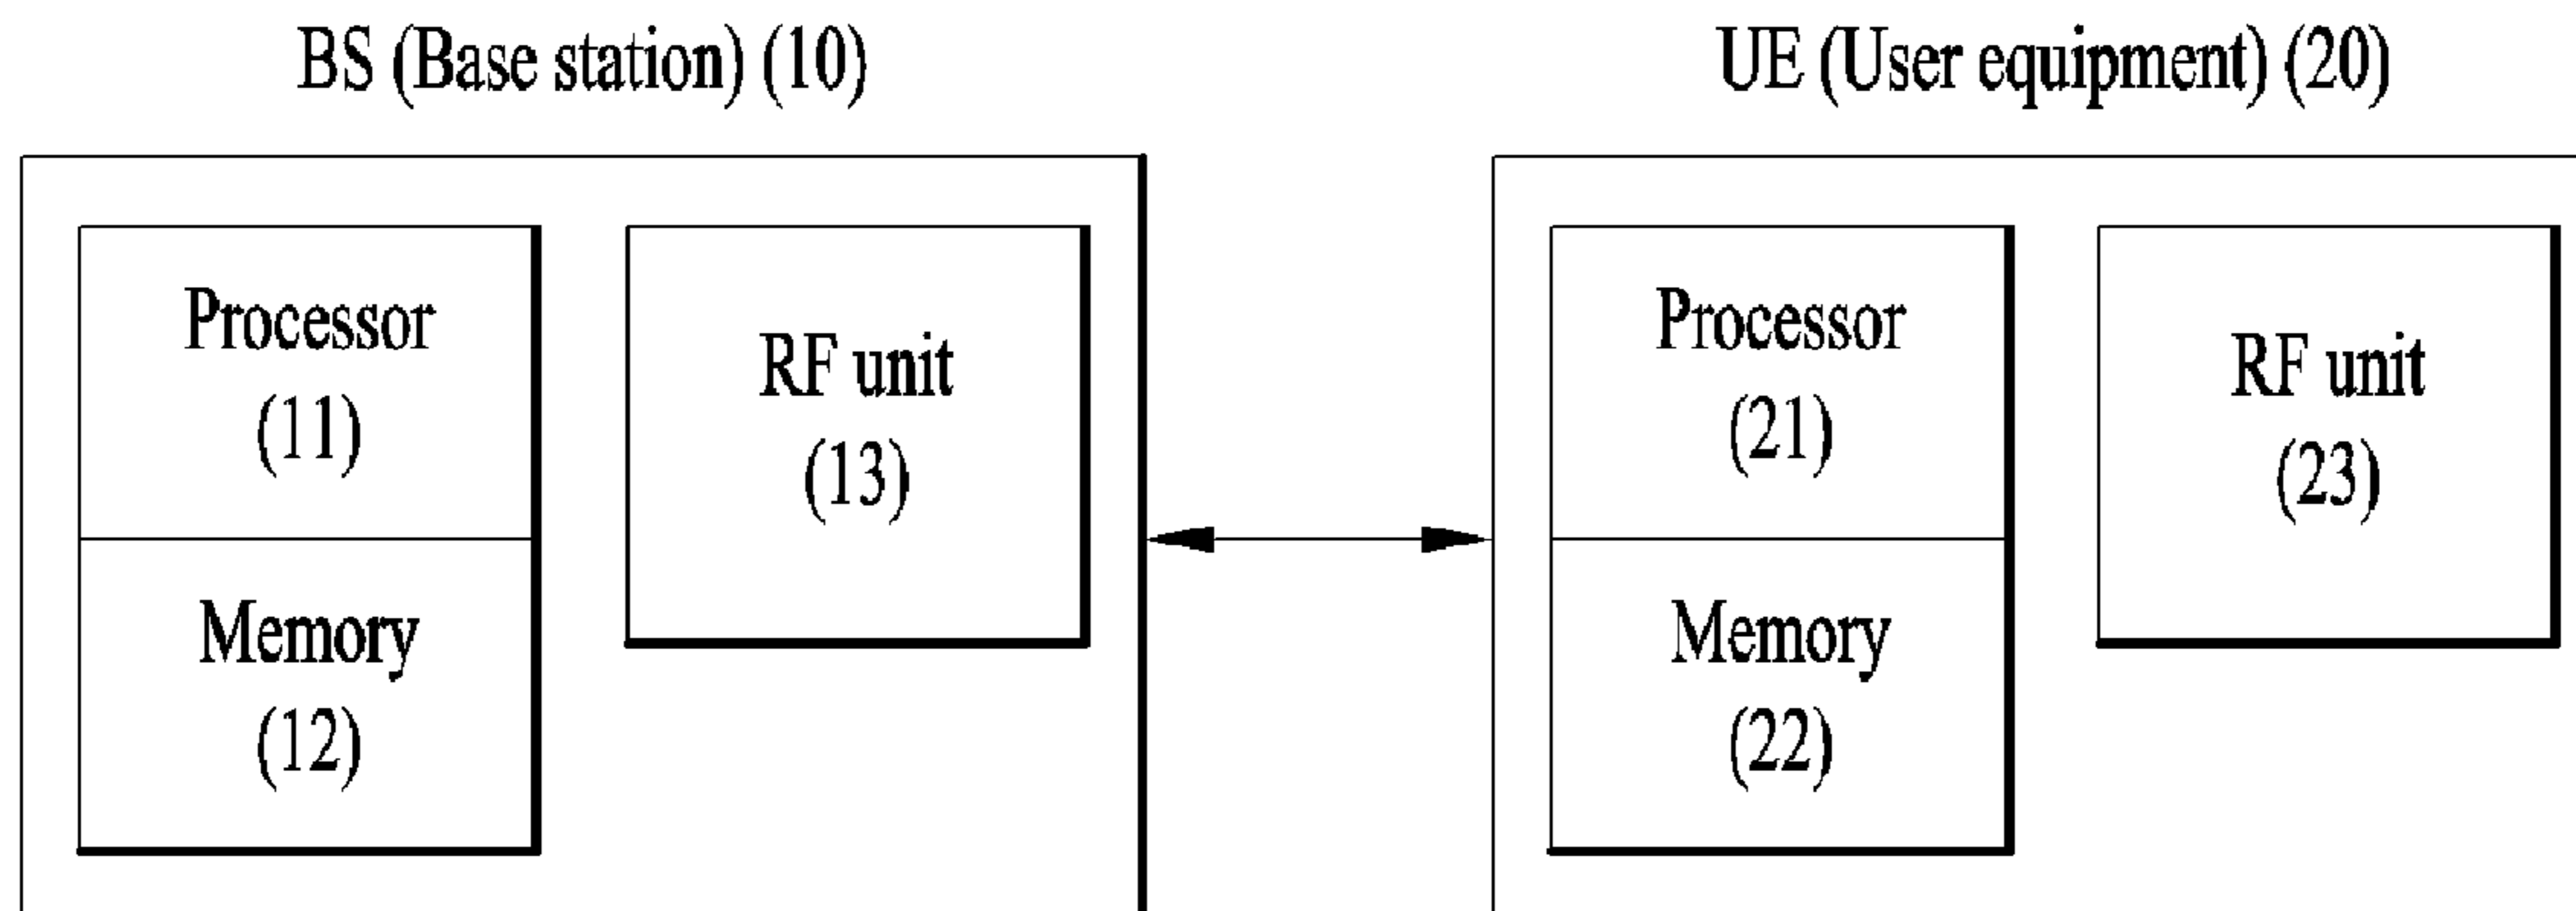 BS (Base station) (10)
UE (User equipment) (20)
Processor
(11)
RF unit
(13)
Memory
(12)
Processor
(21)
RF unit
(23)
Memory
(22)